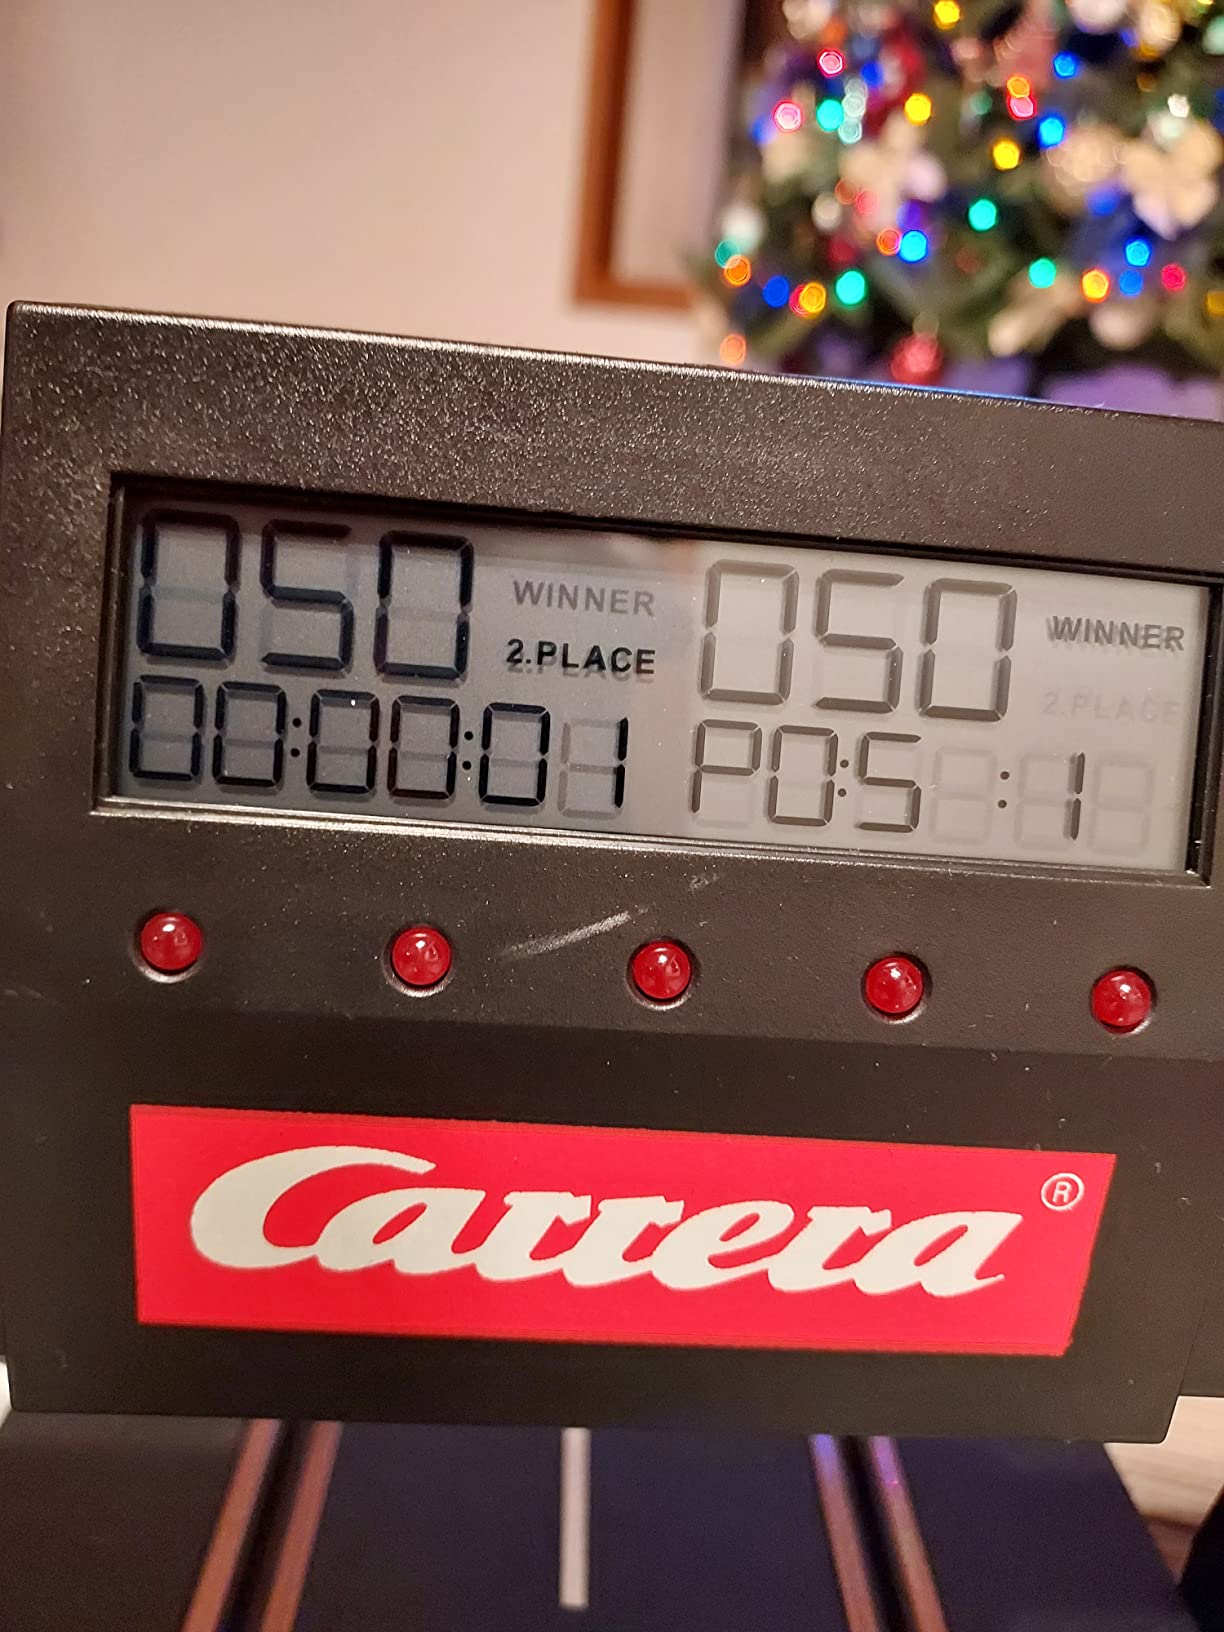 050 WINNER 050 WINNER
2.PLACE 2.PLACE
00:00:01 POS : 1
Carrera ®